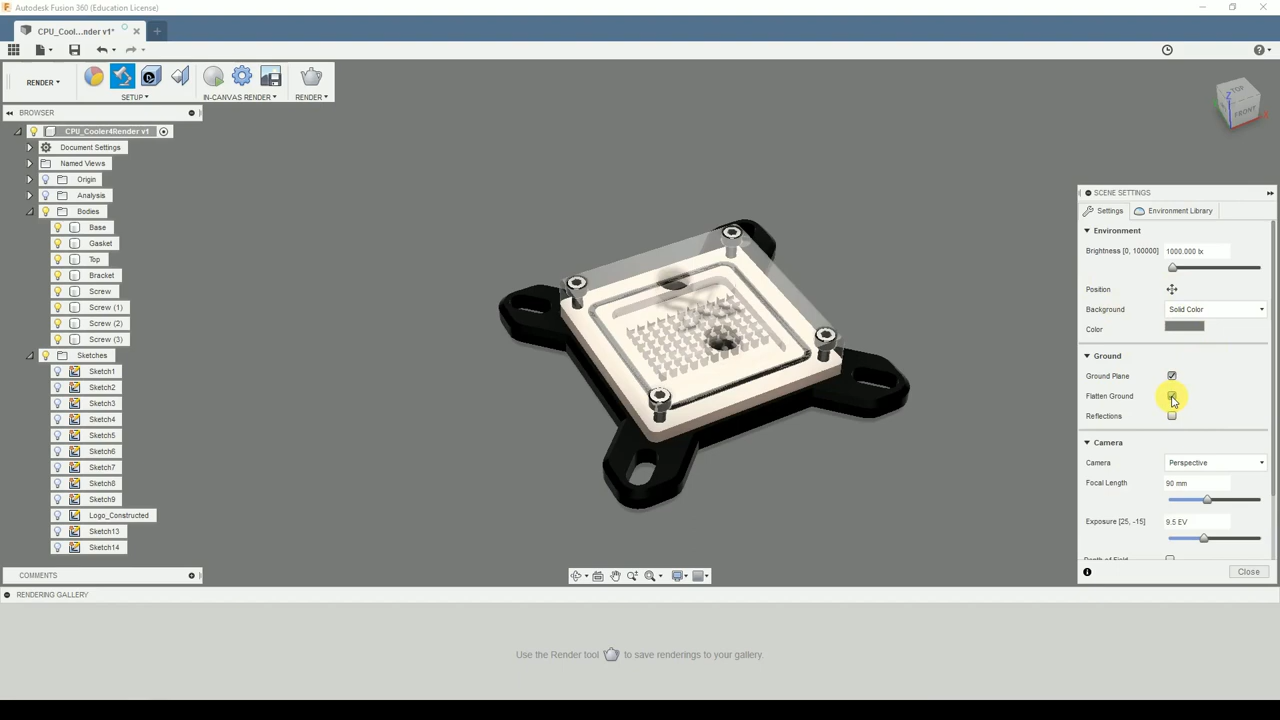 Autodesk Fusion 360 (Education License)
CPU_Cool...nder v1*
RENDER
SETUP
IN-CANVAS RENDER
RENDER
BROWSER
CPU_Cooler4Render v1
Document Settings
Named Views
Origin
Analysis
Bodies
Base
Gasket
Top
Bracket
Screw
Screw (1)
Screw (2)
Screw (3)
Sketches
Sketch1
Sketch2
Sketch3
Sketch4
Sketch5
Sketch6
Sketch7
Sketch8
Sketch9
Logo_Constructed
Sketch13
Sketch14
TOP
FRONT
Z
X
SCENE SETTINGS
Settings
Environment Library
Environment
Brightness [0, 100000] 1000.000 lx
Position
Background Solid Color
Color
Ground
Ground Plane
Flatten Ground
Reflections
Camera
Camera Perspective
Focal Length 90 mm
Exposure [25, -15] 9.5 EV
Depth of Field
Close
COMMENTS
RENDERING GALLERY
Use the Render tool to save renderings to your gallery.